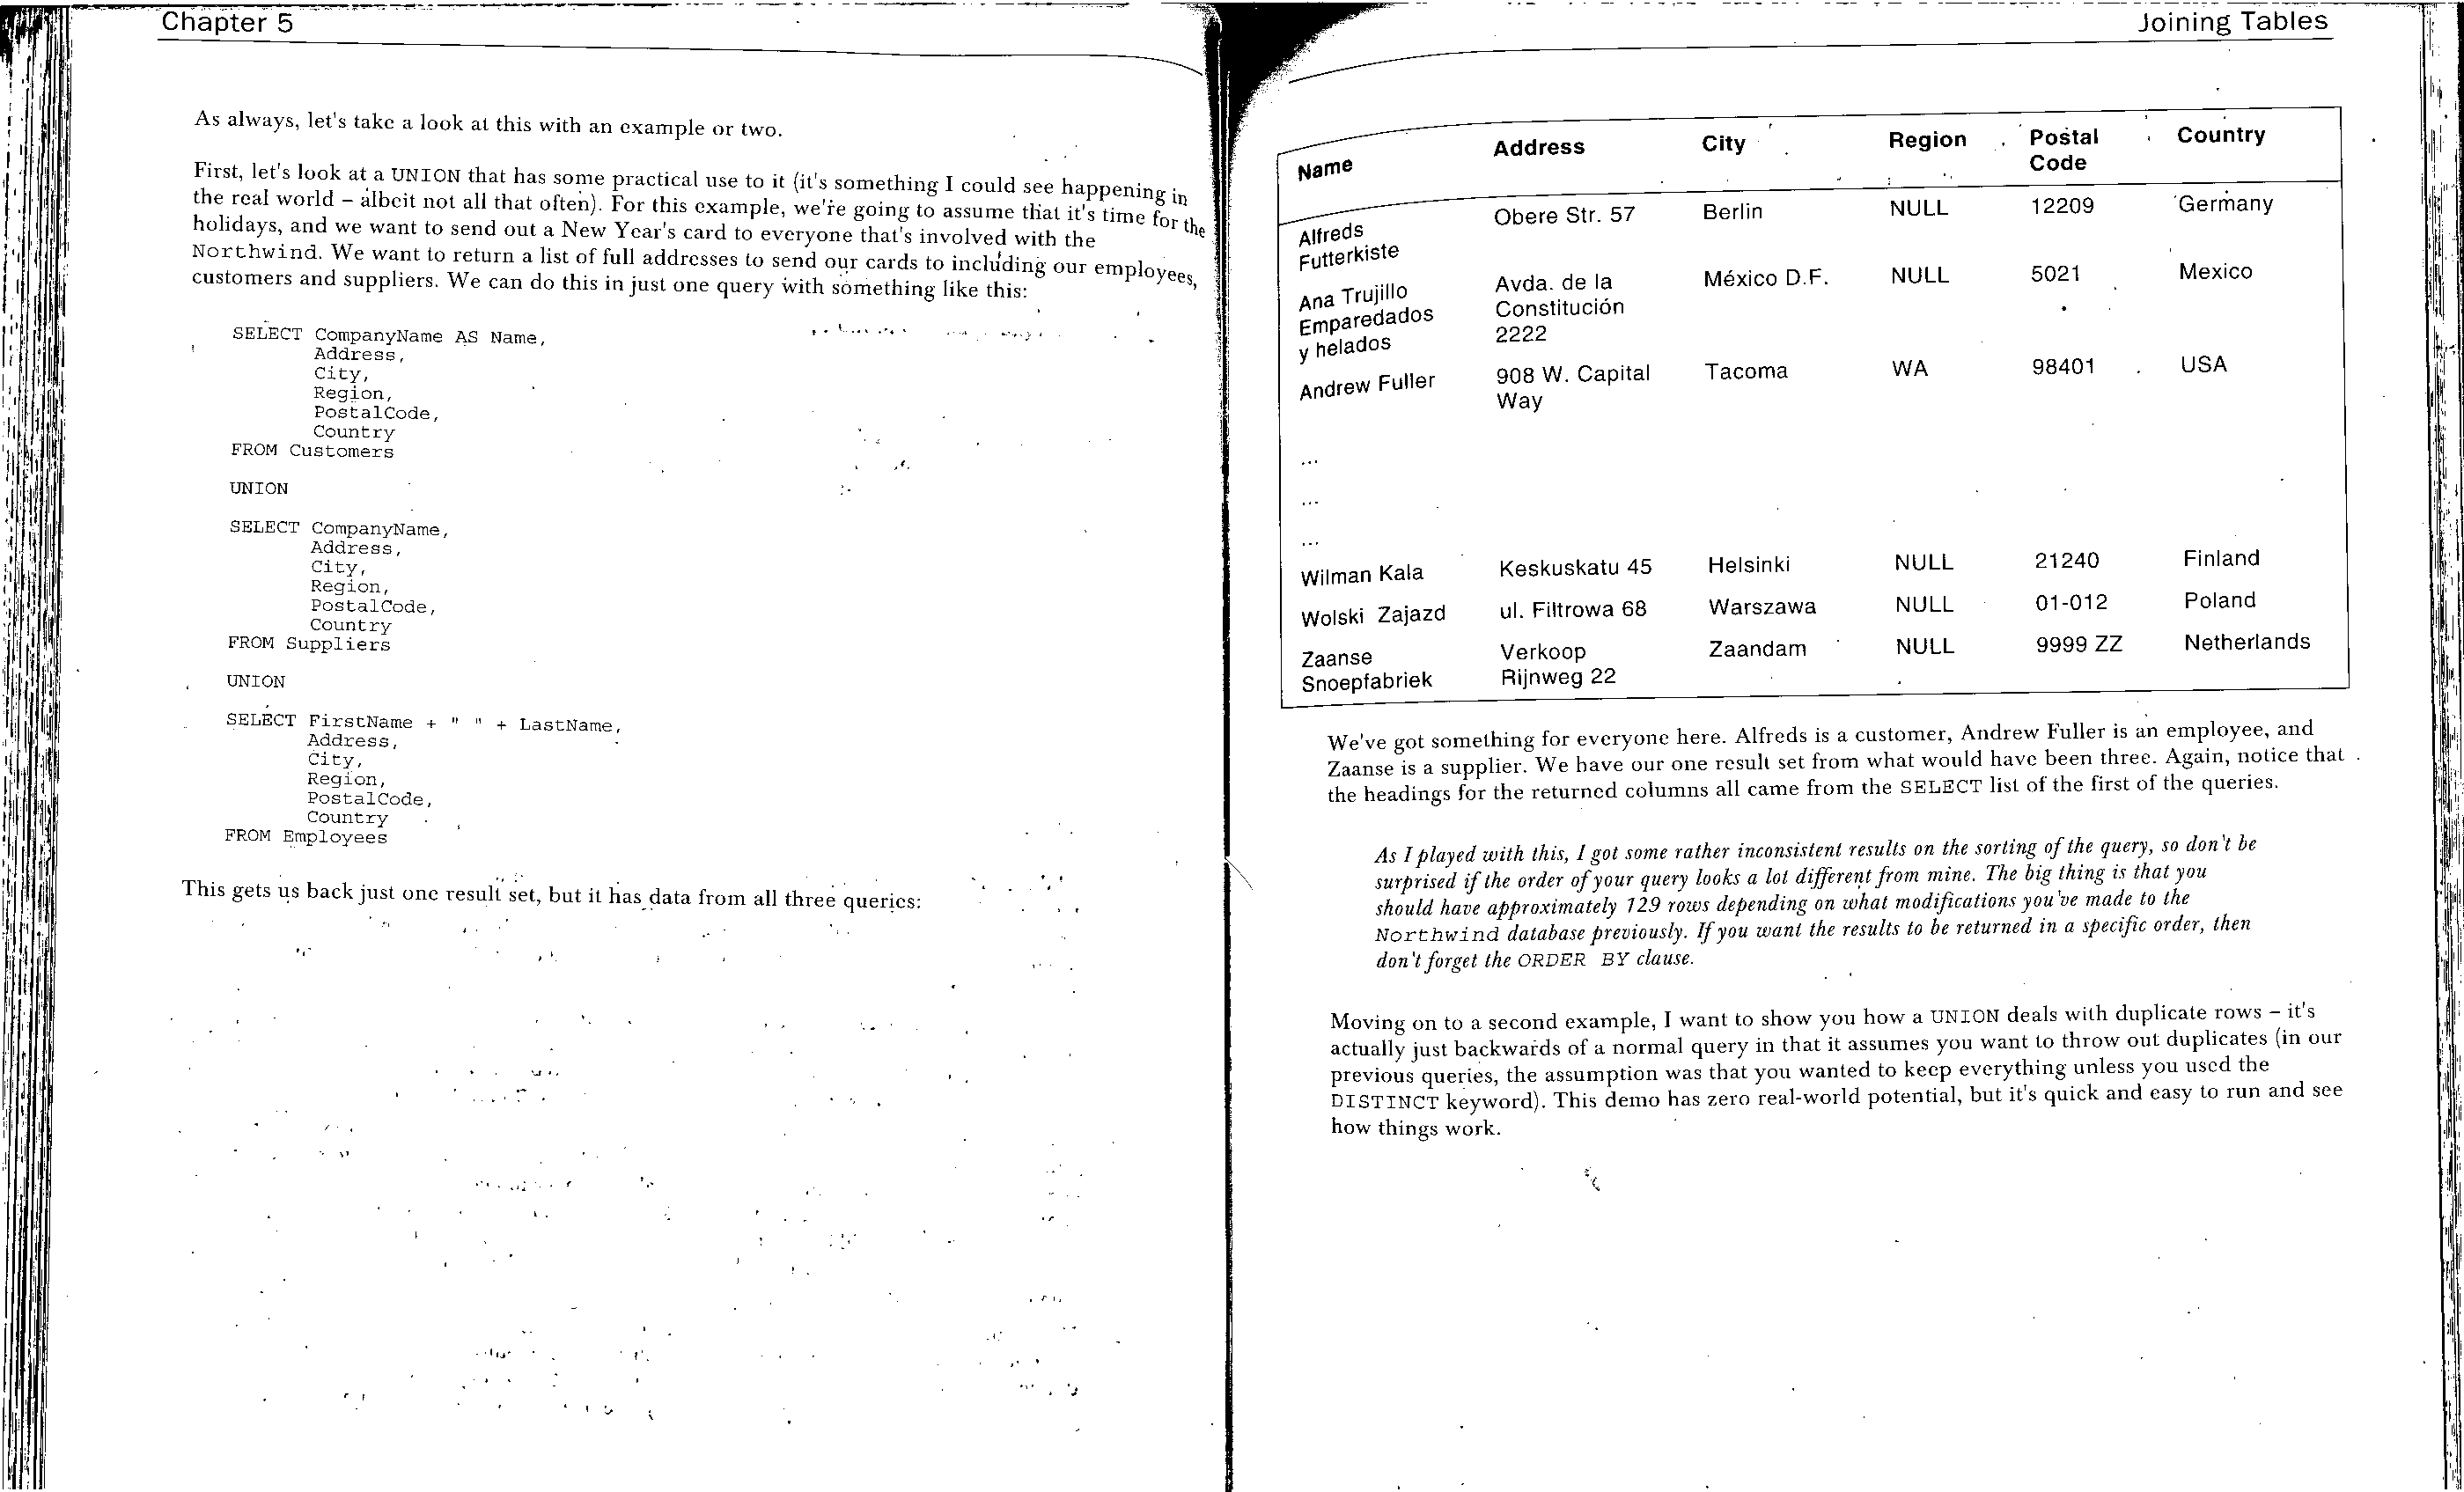 Chapter 5
As always, let's take a look at this with an example or two.
First, let's look at a UNION that has some practical use to it (it's something I could see happening in
the real world – albeit not all that often). For this example, we're going to assume that it's time for the
holidays, and we want to send out a New Year's card to everyone that's involved with the
Northwind. We want to return a list of full addresses to send our cards to including our employees,
customers and suppliers. We can do this in just one query with something like this:
SELECT CompanyName AS Name,
Address,
City,
Region,
PostalCode,
Country
FROM Customers
UNION
SELECT CompanyName,
Address,
City,
Region,
PostalCode,
Country
FROM Suppliers
UNION
SELECT FirstName + " " + LastName,
Address,
City,
Region,
PostalCode,
Country
FROM Employees
This gets us back just one result set, but it has data from all three queries:
Joining Tables
Name Address City Region Postal Country
Code
Alfreds Obere Str. 57 Berlin NULL 12209 Germany
Futterkiste
Ana Trujillo Avda. de la México D.F. NULL 5021 Mexico
Emparedados Constitución
y helados 2222
Andrew Fuller 908 W. Capital Tacoma WA 98401 USA
Way
...
...
...
Wilman Kala Keskuskatu 45 Helsinki NULL 21240 Finland
Wolski Zajazd ul. Filtrowa 68 Warszawa NULL 01-012 Poland
Zaanse Verkoop Zaandam NULL 9999 ZZ Netherlands
Snoepfabriek Rijnweg 22
We've got something for everyone here. Alfreds is a customer, Andrew Fuller is an employee, and
Zaanse is a supplier. We have our one result set from what would have been three. Again, notice that
the headings for the returned columns all came from the SELECT list of the first of the queries.
As I played with this, I got some rather inconsistent results on the sorting of the query, so don't be
surprised if the order of your query looks a lot different from mine. The big thing is that you
should have approximately 129 rows depending on what modifications you've made to the
Northwind database previously. If you want the results to be returned in a specific order, then
don't forget the ORDER BY clause.
Moving on to a second example, I want to show you how a UNION deals with duplicate rows – it's
actually just backwards of a normal query in that it assumes you want to throw out duplicates (in our
previous queries, the assumption was that you wanted to keep everything unless you used the
DISTINCT keyword). This demo has zero real-world potential, but it's quick and easy to run and see
how things work.